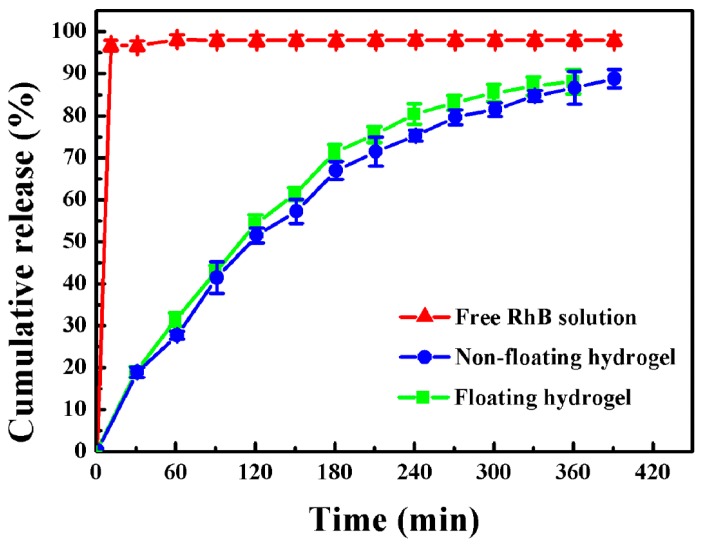 Cumulative release (%)
100
90
80
70
60
50
40
30
20
10
0
Free RhB solution
Non-floating hydrogel
Floating hydrogel
0 60 120 180 240 300 360 420
Time (min)